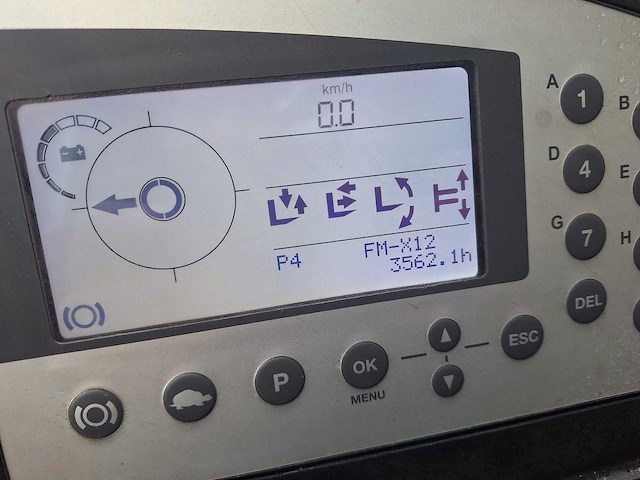 km/h
0.0
P4
FM-X12
3562.1h
A
1
B
D
4
E
G
7
H
DEL
P
OK
MENU
ESC